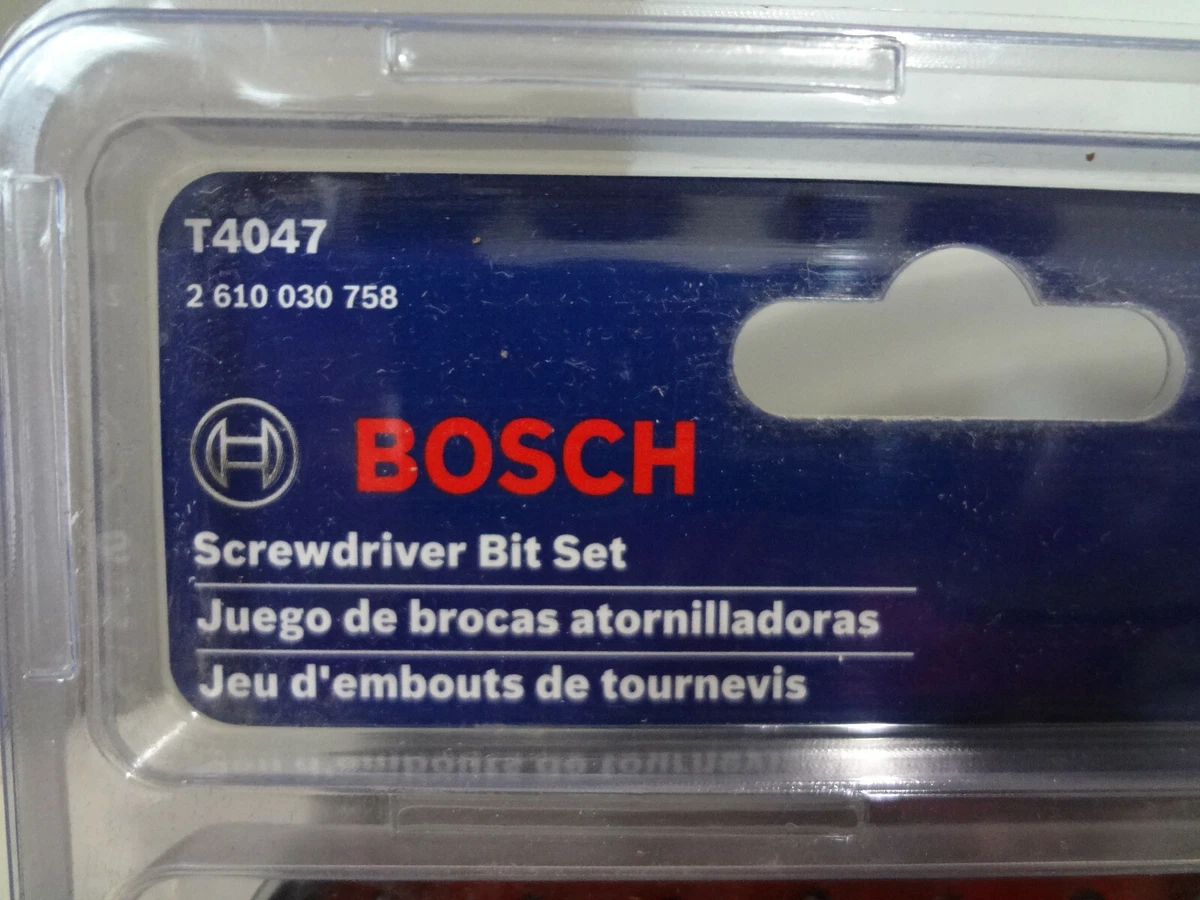 T4047
2 610 030 758
BOSCH
Screwdriver Bit Set
Juego de brocas atornilladoras
Jeu d'embouts de tournevis